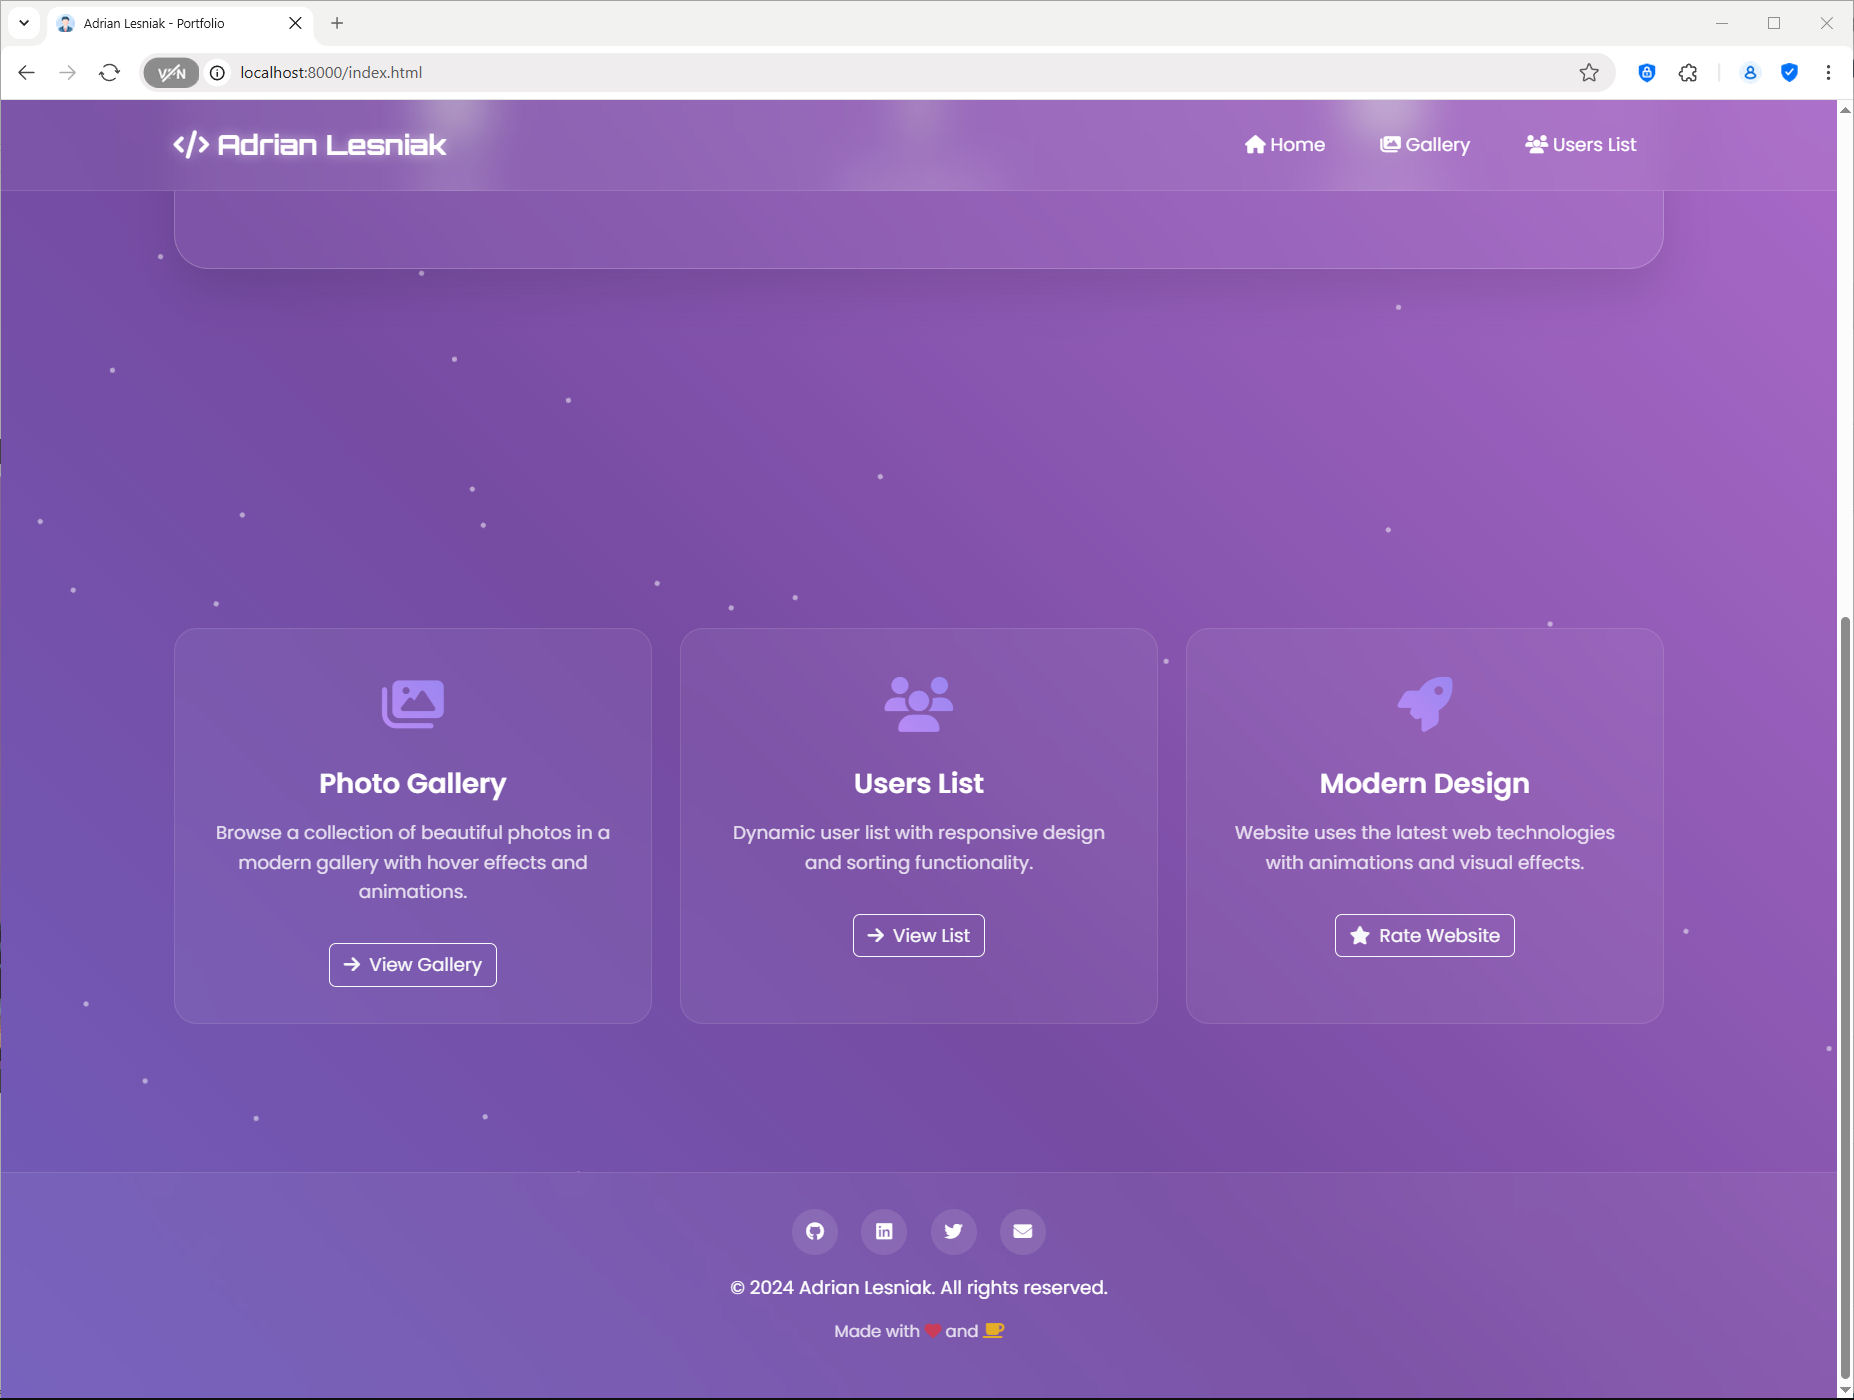 Adrian Lesniak - Portfolio
VPN
localhost:8000/index.html
</> Adrian Lesniak
Home
Gallery
Users List
Photo Gallery
Browse a collection of beautiful photos in a
modern gallery with hover effects and
animations.
View Gallery
Users List
Dynamic user list with responsive design
and sorting functionality.
View List
Modern Design
Website uses the latest web technologies
with animations and visual effects.
Rate Website
© 2024 Adrian Lesniak. All rights reserved.
Made with ❤ and ☕